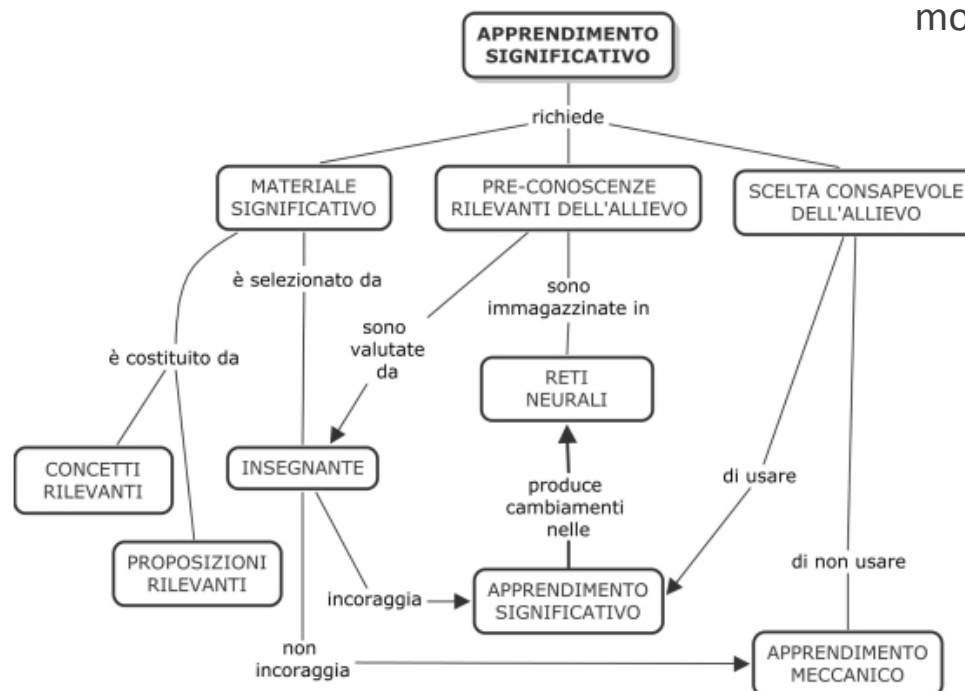 mo
APPRENDIMENTO
SIGNIFICATIVO
richiede
MATERIALE
SIGNIFICATIVO
PRE-CONOSCENZE
RILEVANTI DELL'ALLIEVO
SCELTA CONSAPEVOLE
DELL'ALLIEVO
è selezionato da
sono
immagazzinate in
sono
valutate
da
è costituito da
RETI
NEURALI
CONCETTI
RILEVANTI
INSEGNANTE
produce
cambiamenti
nelle
di usare
PROPOSIZIONI
RILEVANTI
di non usare
incoraggia
APPRENDIMENTO
SIGNIFICATIVO
non
incoraggia
APPRENDIMENTO
MECCANICO